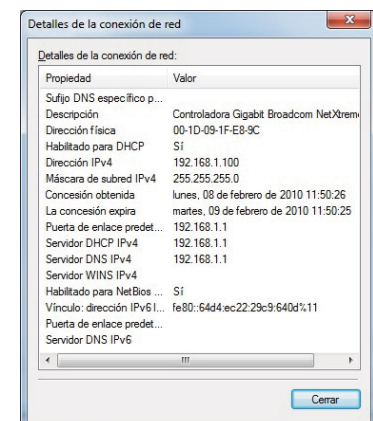 Detalles de la conexión de red
x
Detalles de la conexión de red:
Propiedad Valor
Sufijo DNS específico p...
Descripción Controladora Gigabit Broadcom NetXtrem
Dirección física 00-1D-09-1F-E8-9C
Habilitado para DHCP Sí
Dirección IPv4 192.168.1.100
Máscara de subred IPv4 255.255.255.0
Concesión obtenida lunes, 08 de febrero de 2010 11:50:26
La concesión expira martes, 09 de febrero de 2010 11:50:25
Puerta de enlace predet... 192.168.1.1
Servidor DHCP IPv4 192.168.1.1
Servidor DNS IPv4 192.168.1.1
Servidor WINS IPv4
Habilitado para NetBios ... Sí
Vínculo: dirección IPv6 l... fe80::64d4:ec22:29c9:640d%11
Puerta de enlace predet...
Servidor DNS IPv6
Cerrar